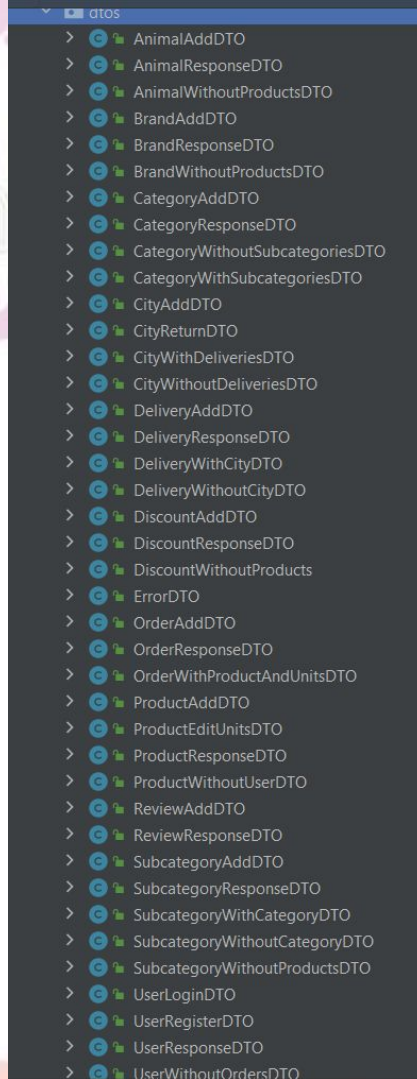 dtos
AnimalAddDTO
AnimalResponseDTO
AnimalWithoutProductsDTO
BrandAddDTO
BrandResponseDTO
BrandWithoutProductsDTO
CategoryAddDTO
CategoryResponseDTO
CategoryWithoutSubcategoriesDTO
CategoryWithSubcategoriesDTO
CityAddDTO
CityReturnDTO
CityWithDeliveriesDTO
CityWithoutDeliveriesDTO
DeliveryAddDTO
DeliveryResponseDTO
DeliveryWithCityDTO
DeliveryWithoutCityDTO
DiscountAddDTO
DiscountResponseDTO
DiscountWithoutProducts
ErrorDTO
OrderAddDTO
OrderResponseDTO
OrderWithProductAndUnitsDTO
ProductAddDTO
ProductEditUnitsDTO
ProductResponseDTO
ProductWithoutUserDTO
ReviewAddDTO
ReviewResponseDTO
SubcategoryAddDTO
SubcategoryResponseDTO
SubcategoryWithCategoryDTO
SubcategoryWithoutCategoryDTO
SubcategoryWithoutProductsDTO
UserLoginDTO
UserRegisterDTO
UserResponseDTO
UserWithoutOrdersDTO